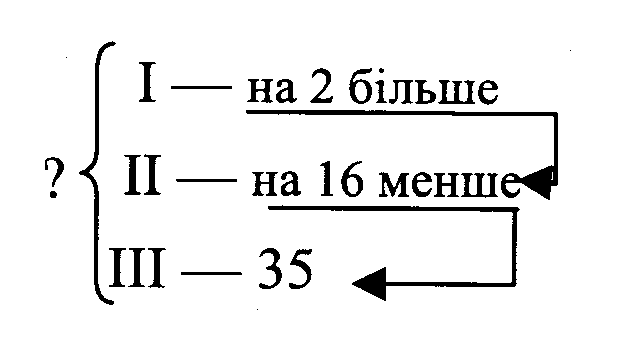 I — на 2 більше
? II — на 16 менше
III — 35